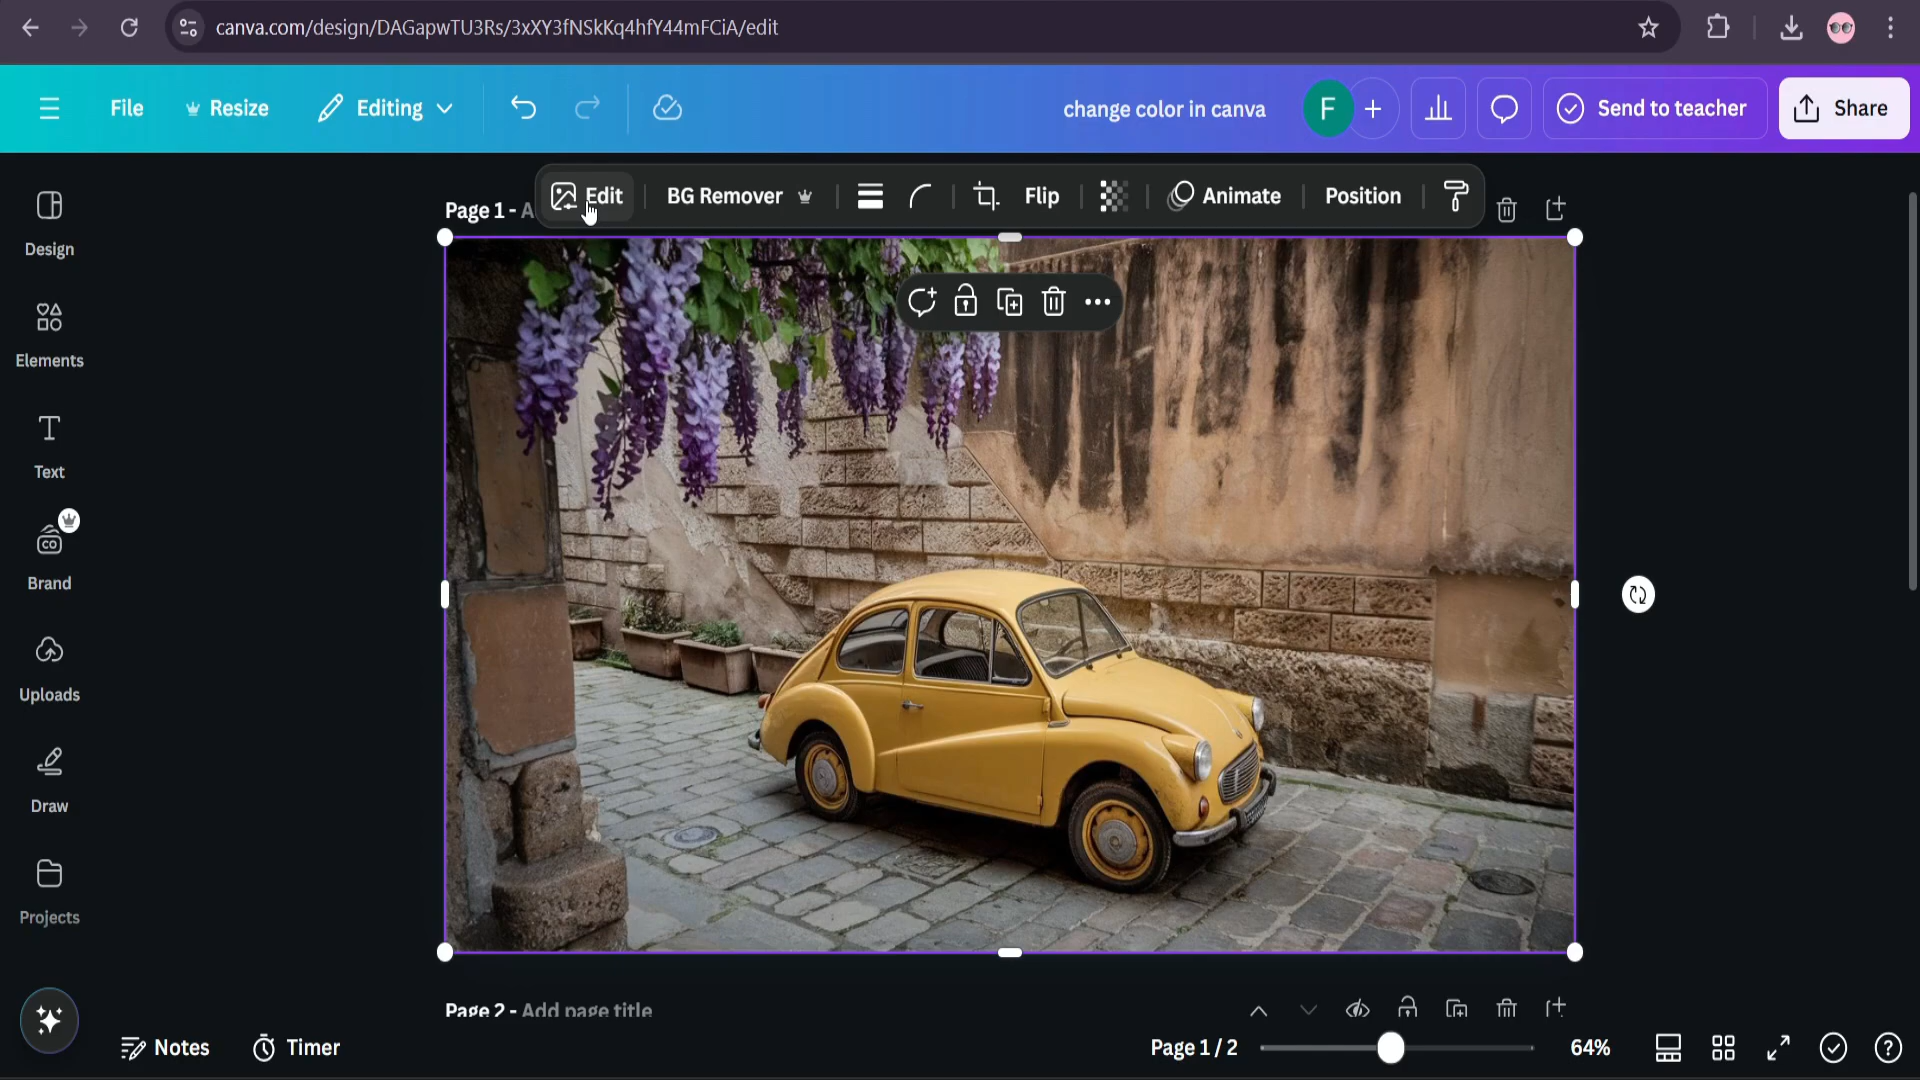 canva.com/design/DAGapwTU3Rs/3xXY3fNSkKq4hfY44mFCiA/edit
File
Resize
Editing
change color in canva
F
Send to teacher
Share
Design
Elements
Text
CO
Brand
Uploads
Draw
Projects
Page 1 - A
Edit
BG Remover
Flip
Animate
Position
Page 2 - Add page title
Notes
Timer
Page 1 / 2
64%